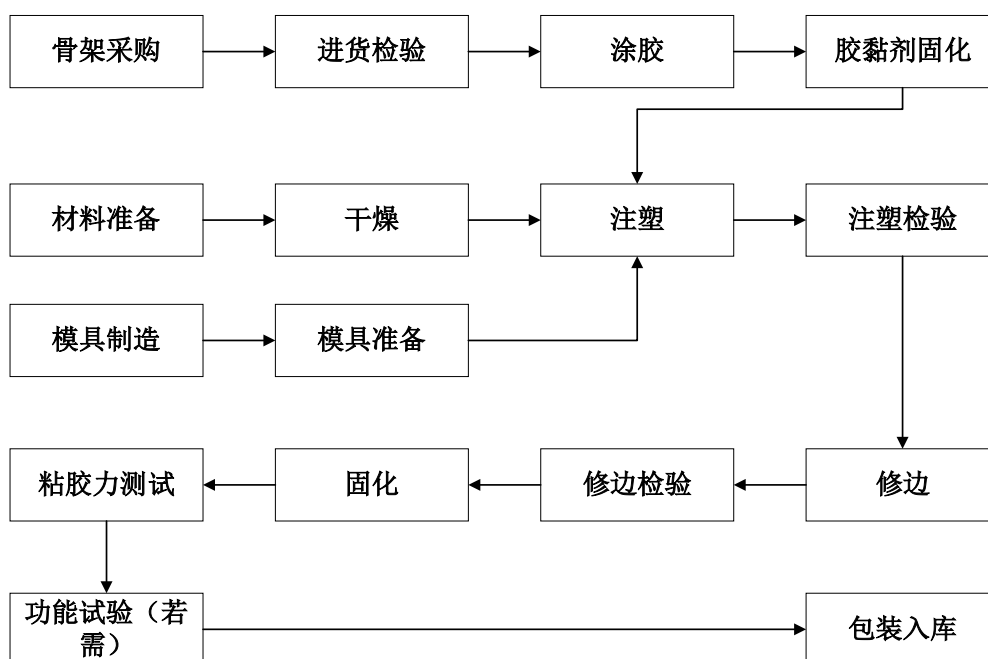 骨架采购
进货检验
涂胶
胶黏剂固化
材料准备
干燥
注塑
注塑检验
模具制造
模具准备
粘胶力测试
固化
修边检验
修边
功能试验（若
需）
包装入库